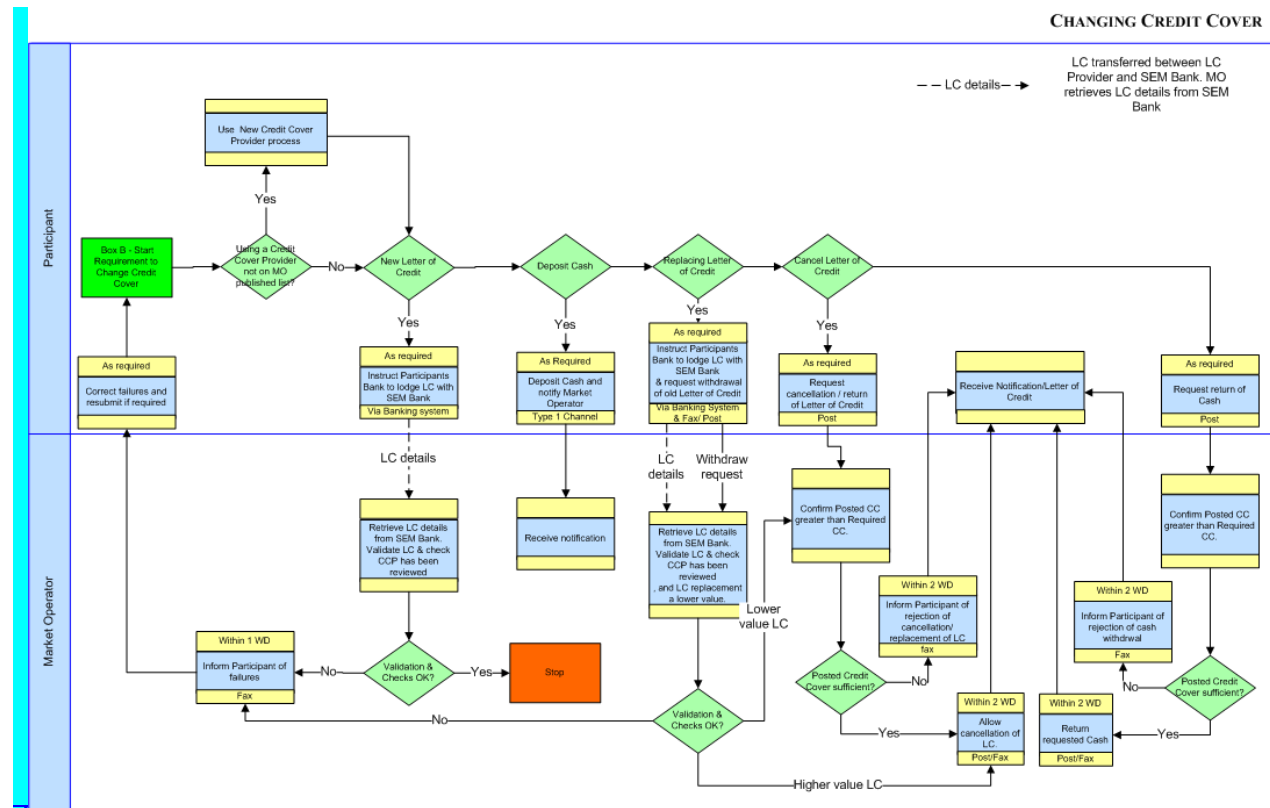 CHANGING CREDIT COVER
LC details
LC transferred between LC
Provider and SEM Bank. MO
retrieves LC details from SEM
Bank
Participant
Use New Credit Cover
Provider process
Yes
Box B - Start
Requirement to
Change Credit
Cover
Using a Credit
Cover Provider
not on MO
published list?
No
New Letter of
Credit
Deposit Cash
Replacing Letter
of Credit
Cancel Letter of
Credit
Yes
Yes
Yes
Yes
As required
Correct failures and
resubmit if required
As required
Instruct Participants
Bank to lodge LC with
SEM Bank
Via Banking system
As Required
Deposit Cash and
notify Market
Operator
Type 1 Channel
As required
Instruct Participants
Bank to lodge LC with
SEM Bank
& request withdrawal
of old Letter of Credit
Via Banking System
& Fax/ Post
As required
Request
cancellation / return
of Letter of Credit
Post
Receive Notification/Letter of
Credit
As required
Request return of
Cash
Post
Market Operator
LC details
LC
details
Withdraw
request
Retrieve LC details
from SEM Bank.
Validate LC & check
CCP has been
reviewed
Receive notification
Retrieve LC details
from SEM Bank.
Validate LC & check
CCP has been
reviewed
, and LC replacement
a lower value.
Confirm Posted CC
greater than Required
CC.
Confirm Posted CC
greater than Required
CC.
Lower
value LC
Within 2 WD
Inform Participant of
rejection of
cancellation/
replacement of LC
fax
Within 2 WD
Inform Participant of
rejection of cash
withdrwal
Fax
Within 1 WD
Inform Participant of
failures
Fax
No
Validation &
Checks OK?
Yes
Stop
Posted Credit
Cover sufficient?
No
No
Posted Credit
Cover sufficient?
No
Validation &
Checks OK?
Yes
Within 2 WD
Allow
cancellation of
LC.
Post/Fax
Within 2 WD
Return
requested Cash
Post/Fax
Yes
Higher value LC